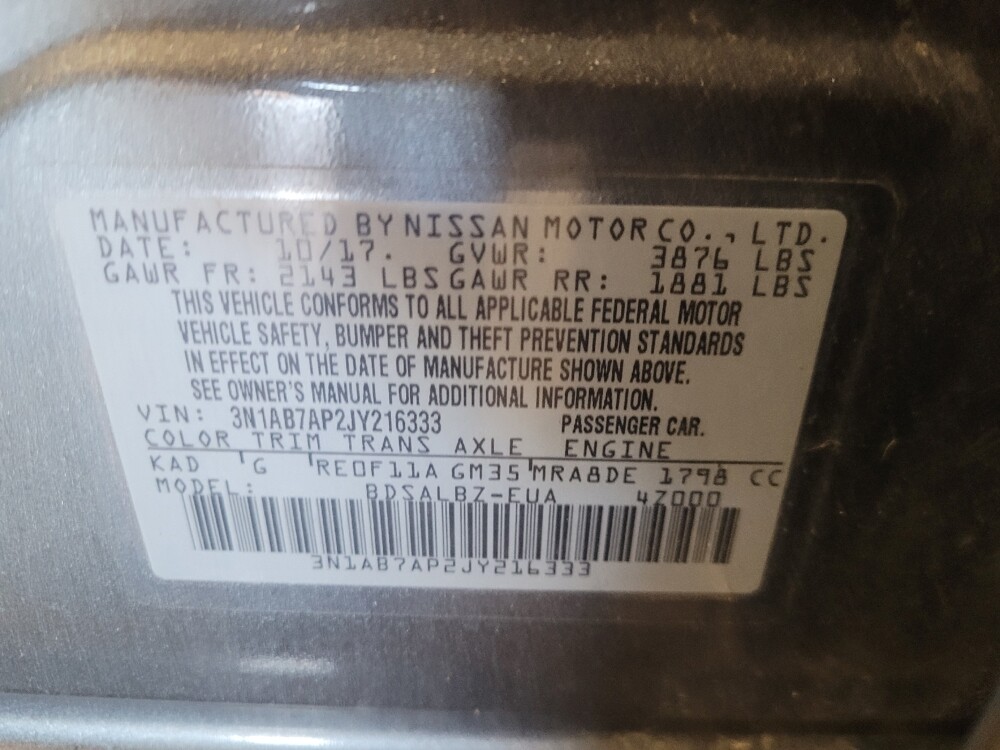 MANUFACTURED BY NISSAN MOTOR CO., LTD.
DATE: 10/17. GVWR: 3876 LBS
GAWR FR: 2143 LBS GAWR RR: 1881 LBS
THIS VEHICLE CONFORMS TO ALL APPLICABLE FEDERAL MOTOR
VEHICLE SAFETY, BUMPER AND THEFT PREVENTION STANDARDS
IN EFFECT ON THE DATE OF MANUFACTURE SHOWN ABOVE.
SEE OWNER'S MANUAL FOR ADDITIONAL INFORMATION.
VIN: 3N1AB7AP2JY216333 PASSENGER CAR.
COLOR TRIM TRANS AXLE ENGINE
KAD G RE0F11A GM35 MRA8DE 1798 CC
MODEL: BDSALBZ-EUA 4Z000
3N1AB7AP2JY216333